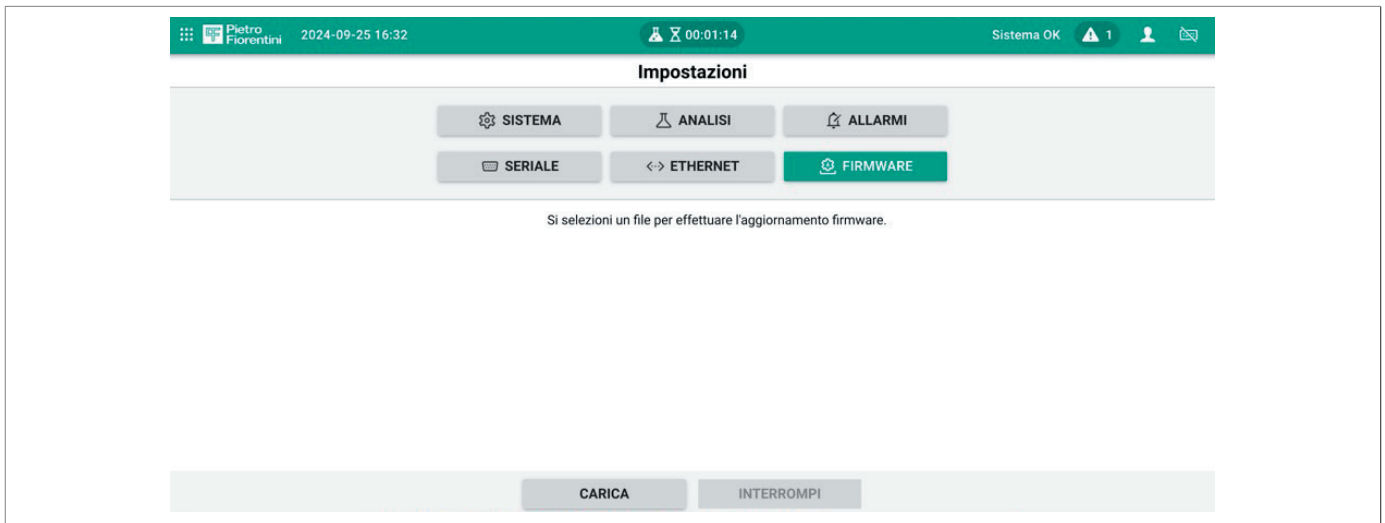 Pietro
Fiorentini
2024-09-25 16:32
00:01:14
Sistema OK
1
Impostazioni
SISTEMA
ANALISI
ALLARMI
SERIALE
ETHERNET
FIRMWARE
Si selezioni un file per effettuare l'aggiornamento firmware.
CARICA
INTERROMPI